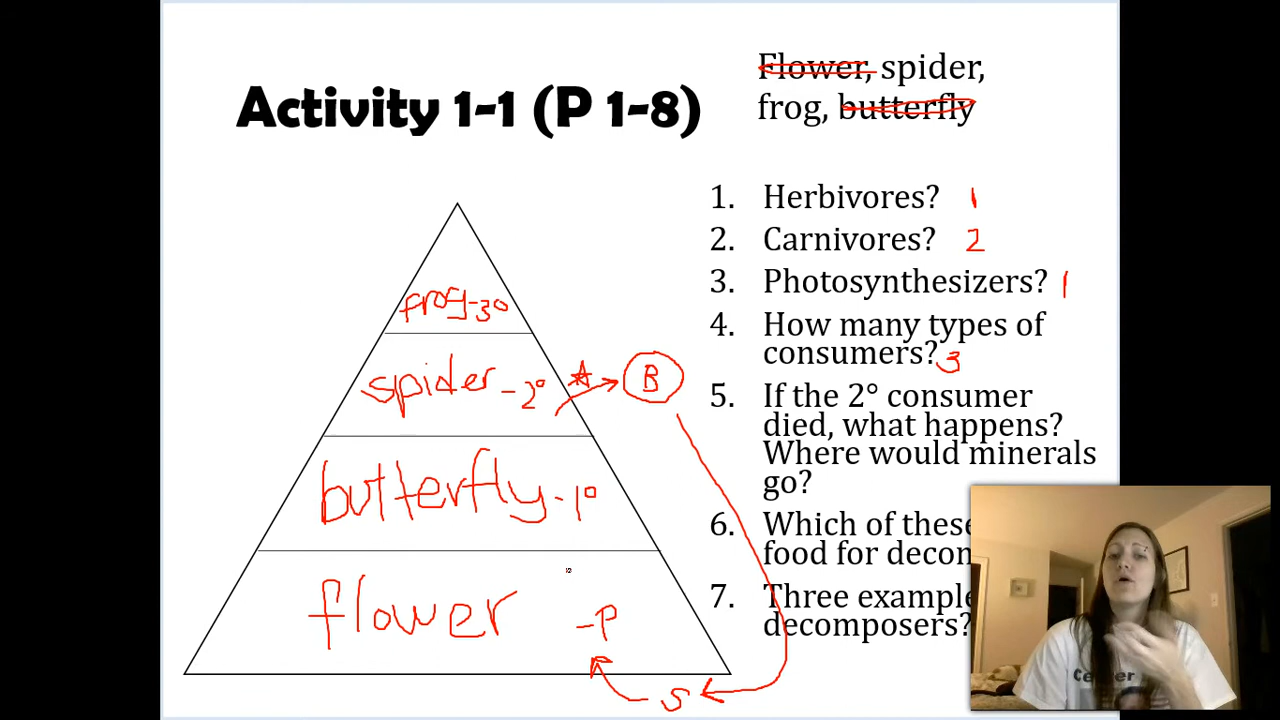 Activity 1-1 (P 1-8)
Flower, spider,
frog, butterfly
1. Herbivores? 1
2. Carnivores? 2
3. Photosynthesizers? 1
4. How many types of
consumers? 3
5. If the 2° consumer
died, what happens?
Where would minerals
go?
6. Which of these
food for decom
7. Three example
decomposers?
frog-3°
spider-2°
B
butterfly-1°
flower -P
S